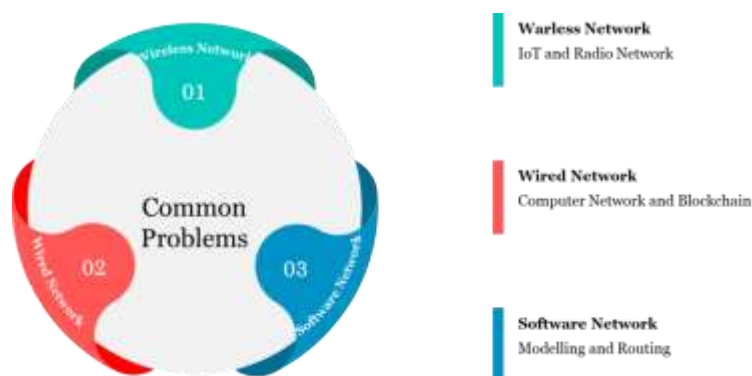 Wireless Network
01
Common
Problems
Wired Network
02
03
Software Network
Warless Network
IoT and Radio Network
Wired Network
Computer Network and Blockchain
Software Network
Modelling and Routing